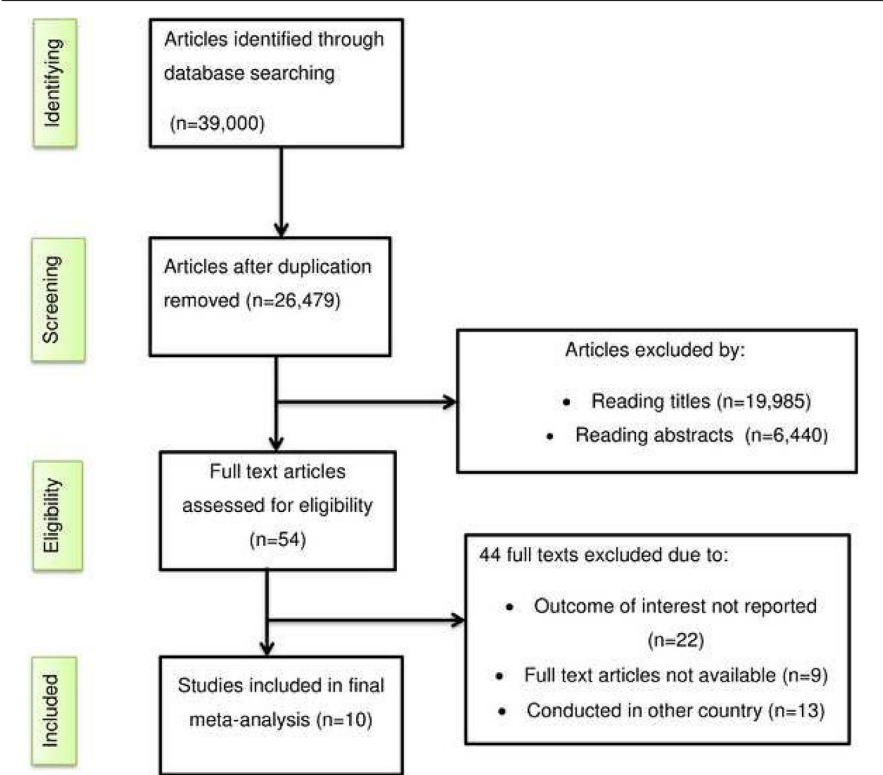 Identifying
Articles identified through
database searching
(n=39,000)
Screening
Articles after duplication
removed (n=26,479)
Articles excluded by:
• Reading titles (n=19,985)
• Reading abstracts (n=6,440)
Eligibility
Full text articles
assessed for eligibility
(n=54)
44 full texts excluded due to:
• Outcome of interest not reported
(n=22)
• Full text articles not available (n=9)
• Conducted in other country (n=13)
Included
Studies included in final
meta-analysis (n=10)